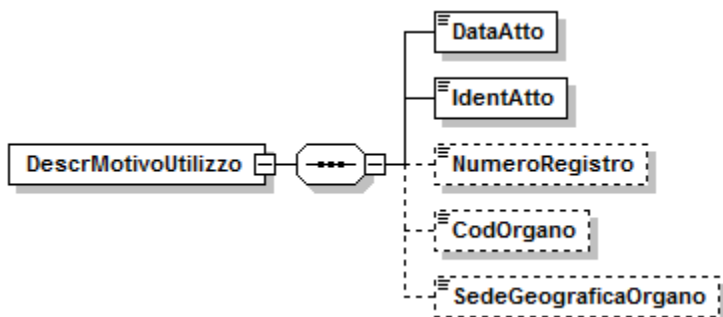 DataAtto
IdentAtto
DescrMotivoUtilizzo
NumeroRegistro
CodOrgano
SedeGeograficaOrgano